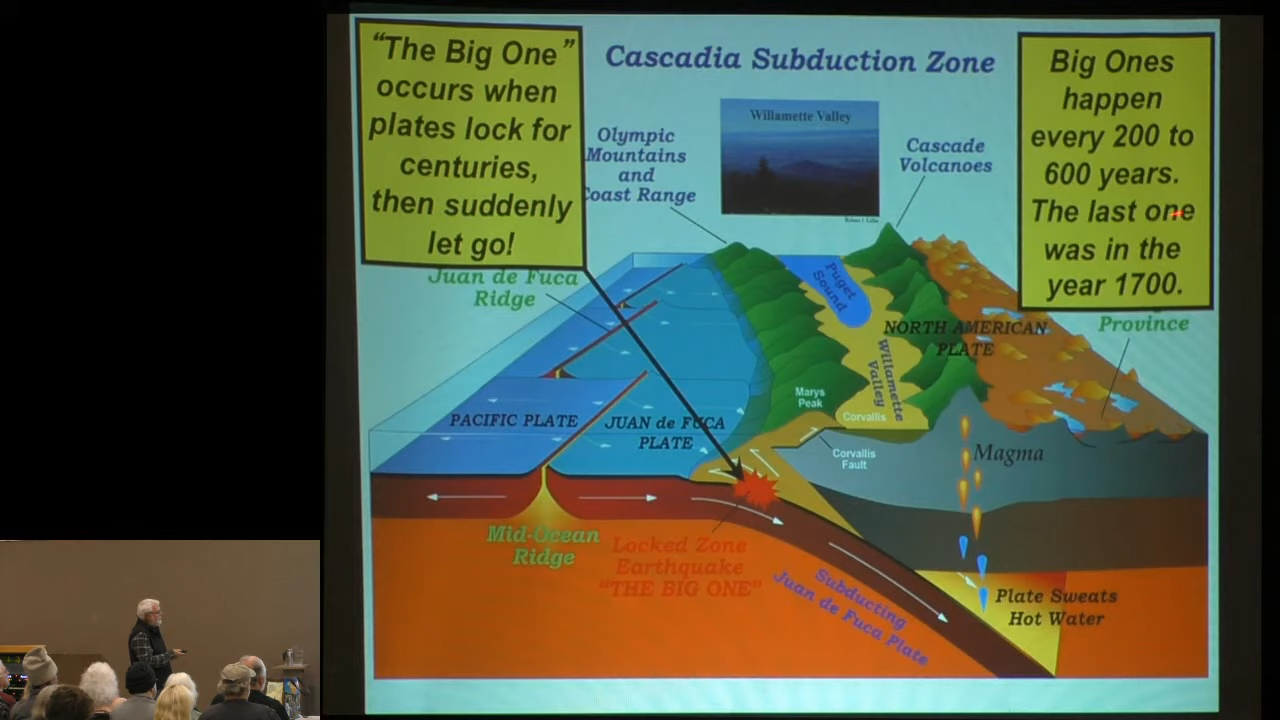 “The Big One”
occurs when
plates lock for
centuries,
then suddenly
let go!
Cascadia Subduction Zone
Big Ones
happen
every 200 to
600 years.
The last one
was in the
year 1700.
Willamette Valley
Olympic
Mountains
and
Coast Range
Cascade
Volcanoes
Juan de Fuca
Ridge
Puget
Sound
NORTH AMERICAN
PLATE
Province
Willamette
Valley
Marys
Peak
Corvallis
PACIFIC PLATE
JUAN de FUCA
PLATE
Corvallis
Fault
Magma
Mid-Ocean
Ridge
Locked Zone
Earthquake
“THE BIG ONE”
Subducting
Juan de Fuca Plate
Plate Sweats
Hot Water